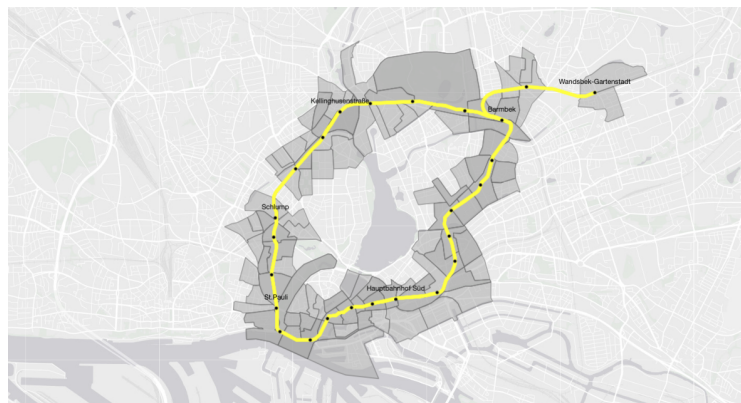 Wandsbek-Gartenstadt
Kellinghusenstraße
Barmbek
Schlump
Hauptbahnhof Süd
St.Pauli